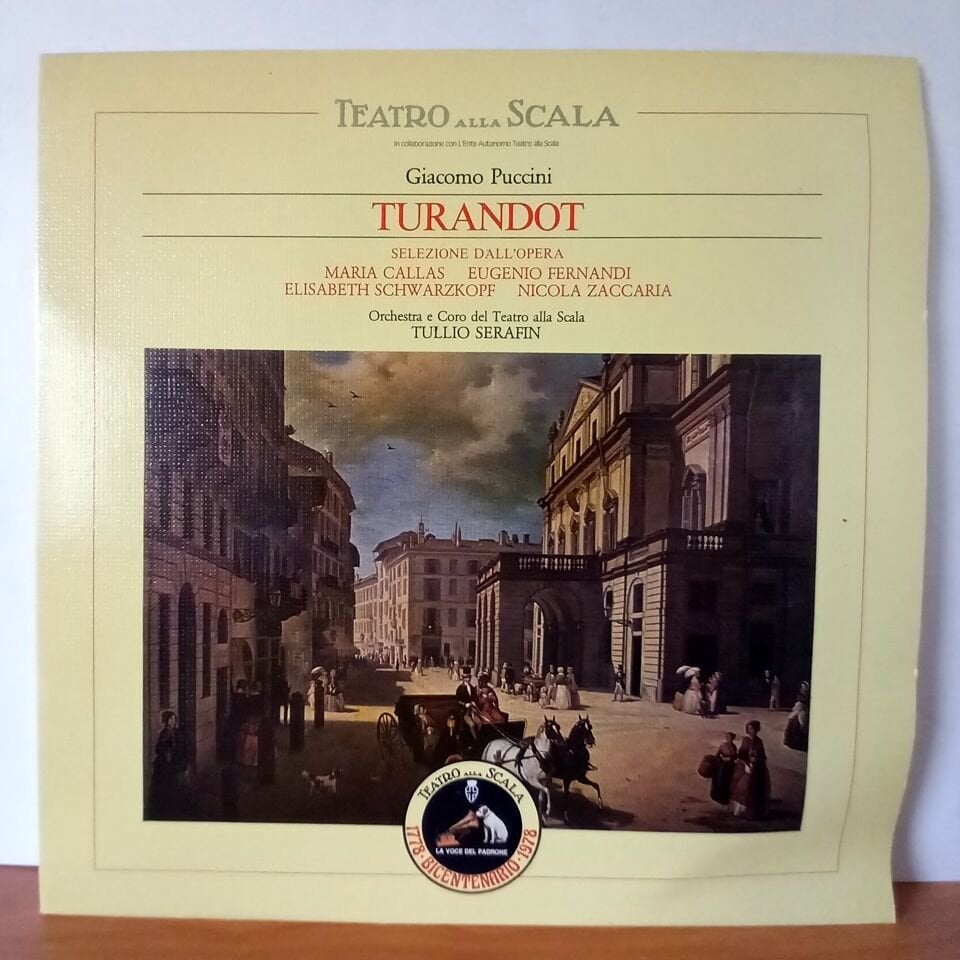 TEATRO ALLA SCALA
In collaborazione con L'Ente Autonomo Teatro alla Scala
Giacomo Puccini
TURANDOT
SELEZIONE DALL'OPERA
MARIA CALLAS EUGENIO FERNANDI
ELISABETH SCHWARZKOPF NICOLA ZACCARIA
Orchestra e Coro del Teatro alla Scala
TULLIO SERAFIN
TEATRO ALLA SCALA
LA VOCE DEL PADRONE
1778·BICENTENARIO·1978